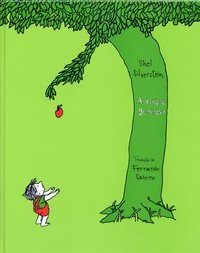 Shel
Silverstein
A Árvore
Generosa
Tradução de
Fernando
Sabino